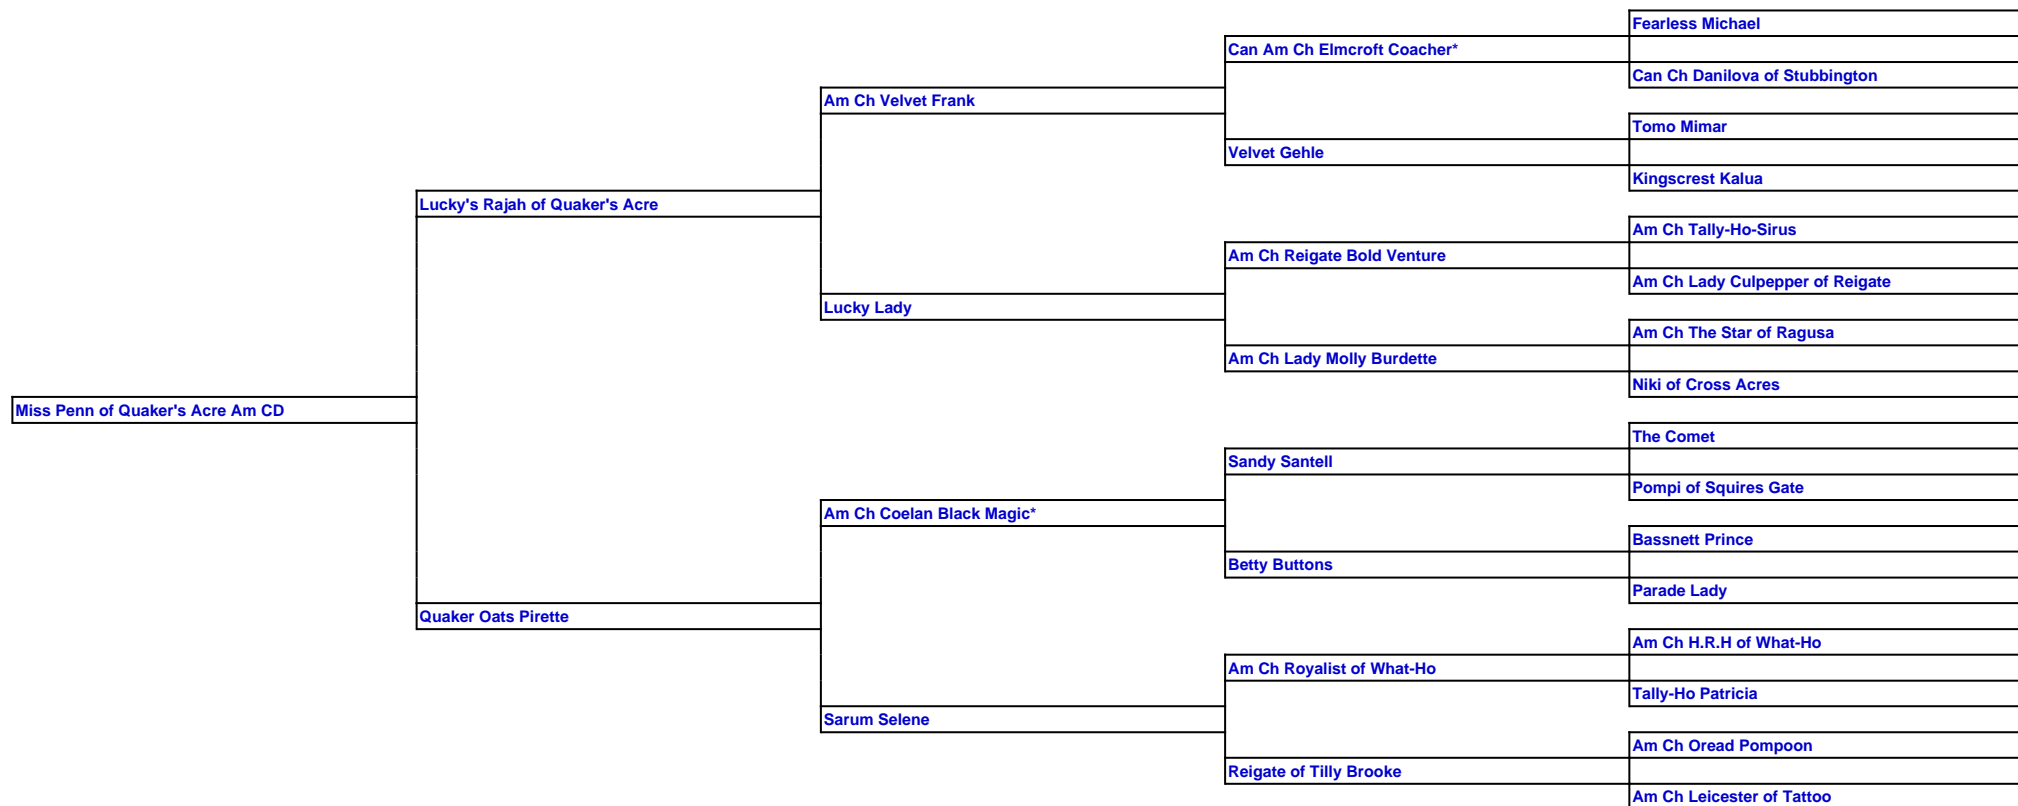 Fearless Michael
Can Am Ch Elmcroft Coacher*
Can Ch Danilova of Stubbington
Am Ch Velvet Frank
Tomo Mimar
Velvet Gehle
Kingscrest Kalua
Lucky's Rajah of Quaker's Acre
Am Ch Tally-Ho-Sirus
Am Ch Reigate Bold Venture
Am Ch Lady Culpepper of Reigate
Lucky Lady
Am Ch The Star of Ragusa
Am Ch Lady Molly Burdette
Niki of Cross Acres
Miss Penn of Quaker's Acre Am CD
The Comet
Sandy Santell
Pompi of Squires Gate
Am Ch Coelan Black Magic*
Bassnett Prince
Betty Buttons
Parade Lady
Quaker Oats Pirette
Am Ch H.R.H of What-Ho
Am Ch Royalist of What-Ho
Tally-Ho Patricia
Sarum Selene
Am Ch Oread Pompoon
Reigate of Tilly Brooke
Am Ch Leicester of Tattoo